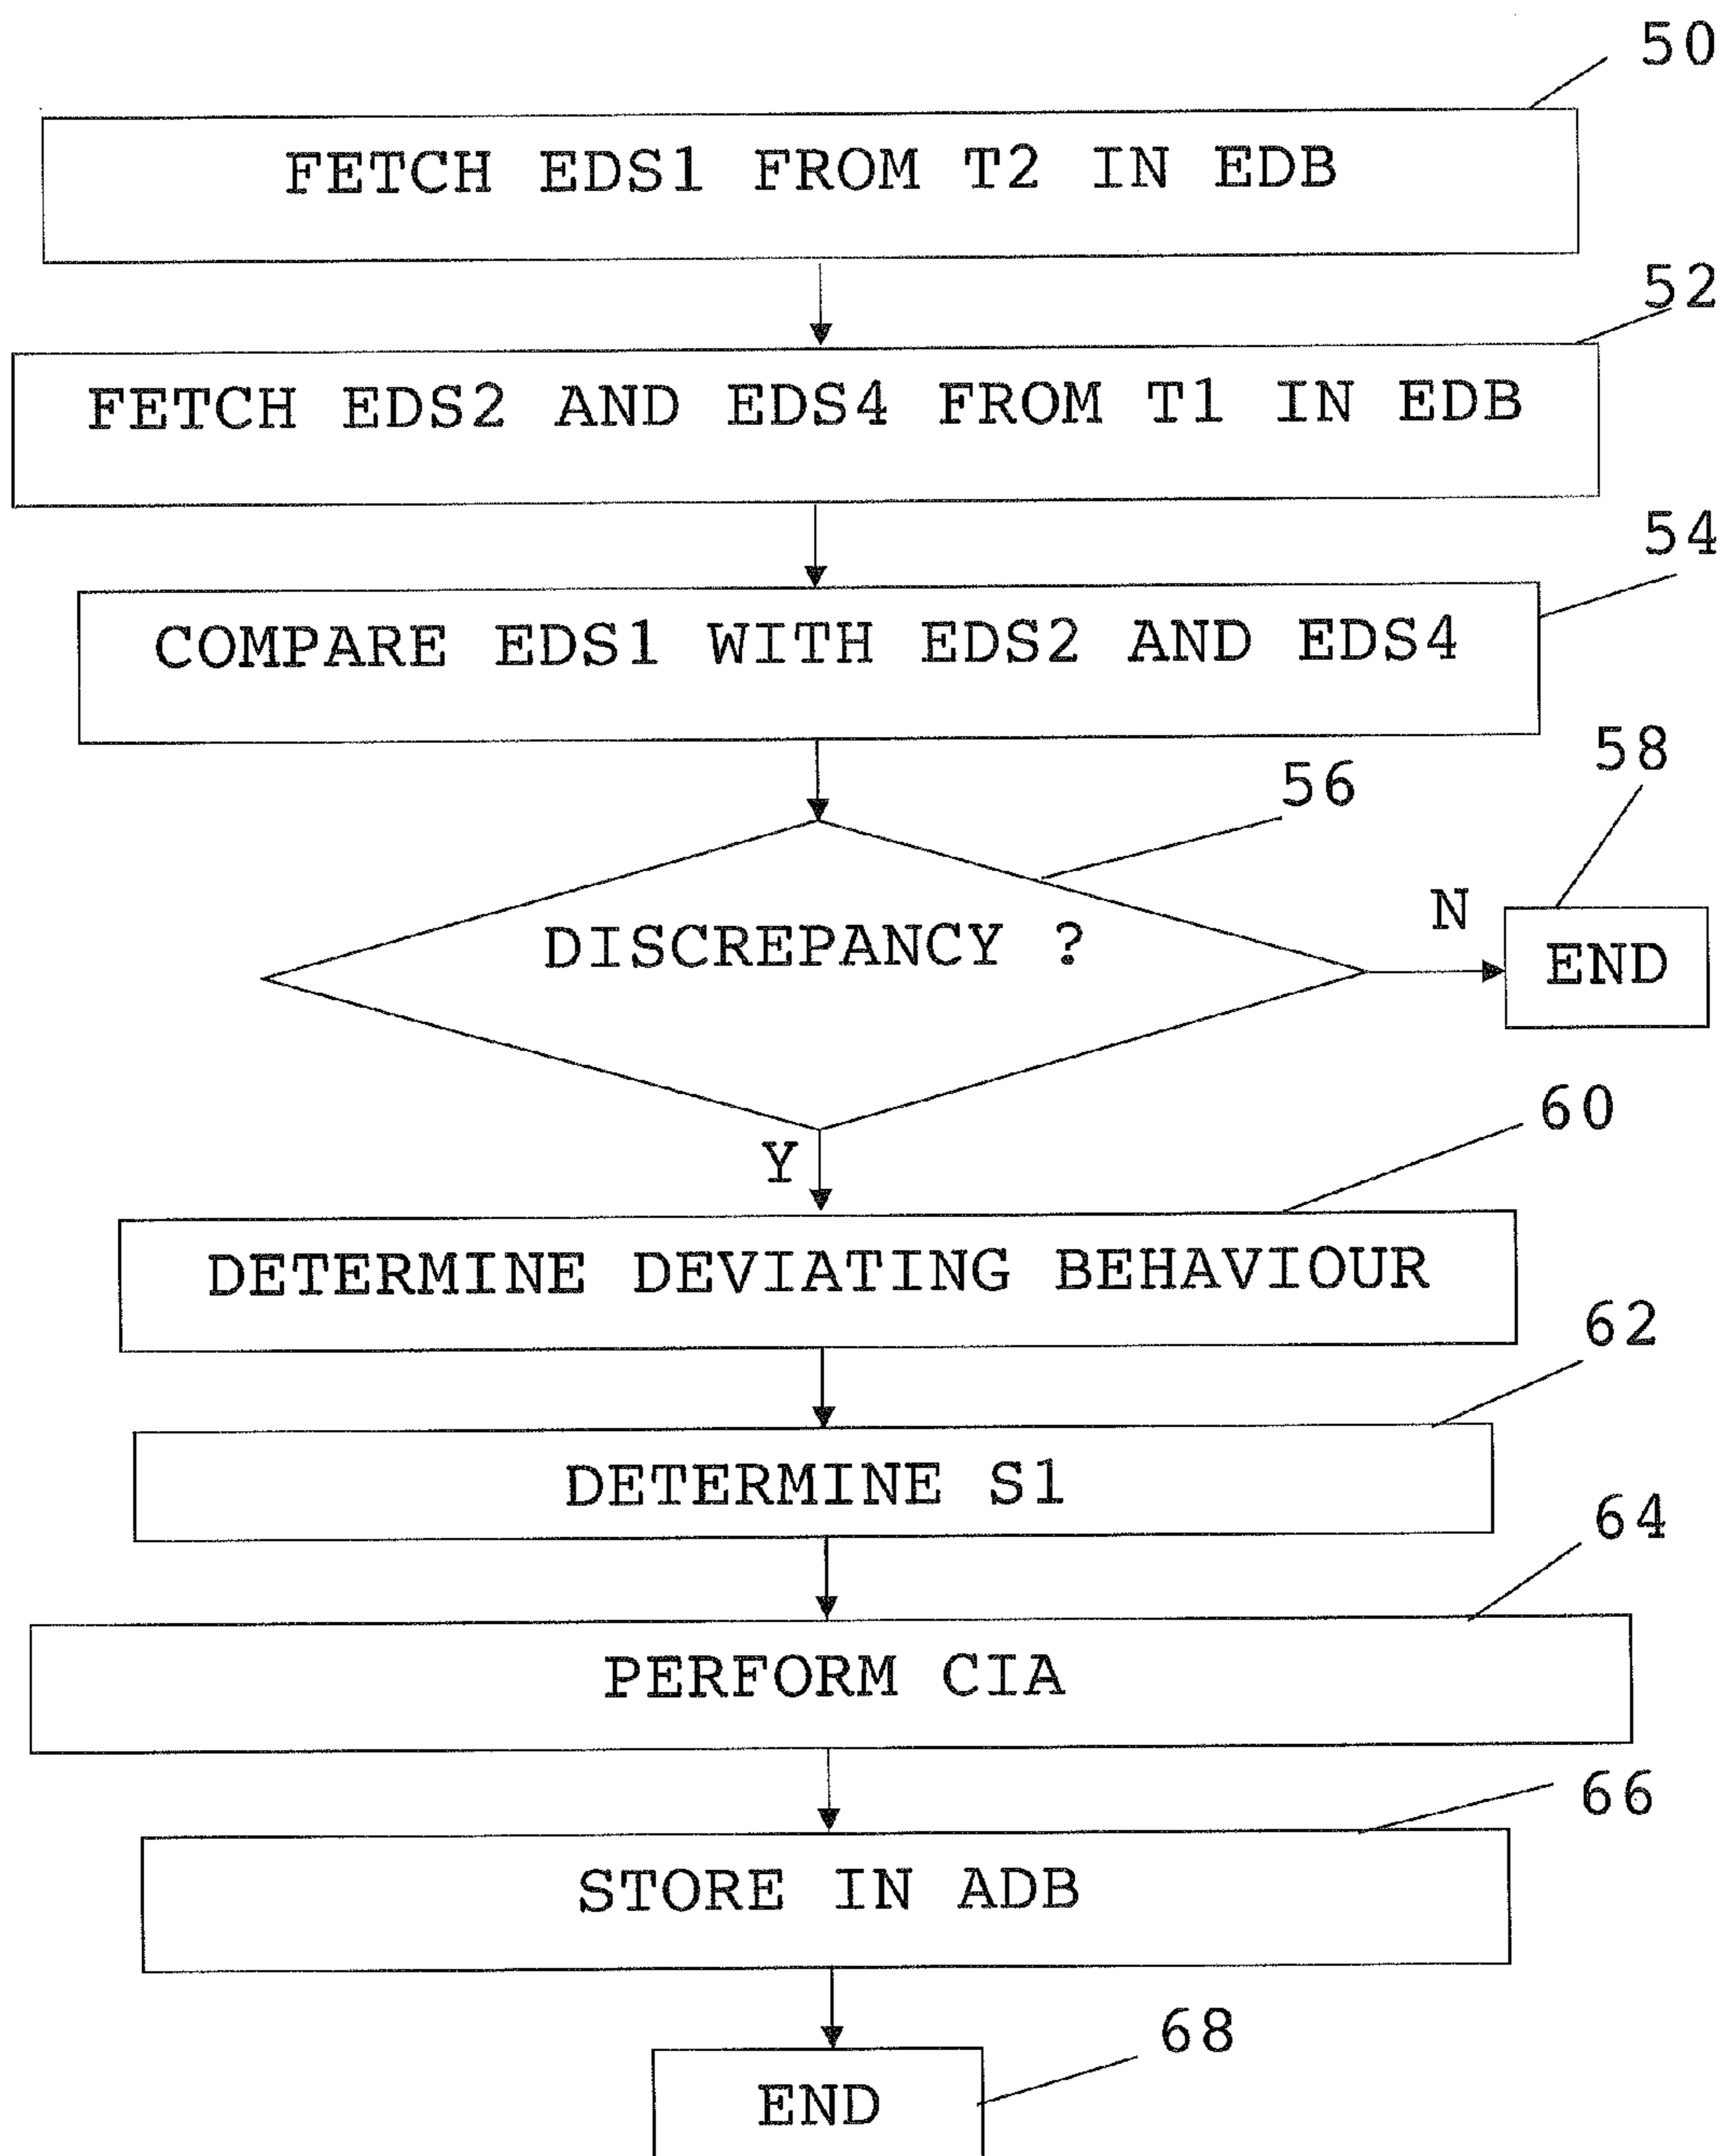 50
FETCH EDS1 FROM T2 IN EDB
52
FETCH EDS2 AND EDS4 FROM T1 IN EDB
54
COMPARE EDS1 WITH EDS2 AND EDS4
56
58
DISCREPANCY ?
N
END
Y
60
DETERMINE DEVIATING BEHAVIOUR
62
DETERMINE S1
64
PERFORM CIA
66
STORE IN ADB
68
END